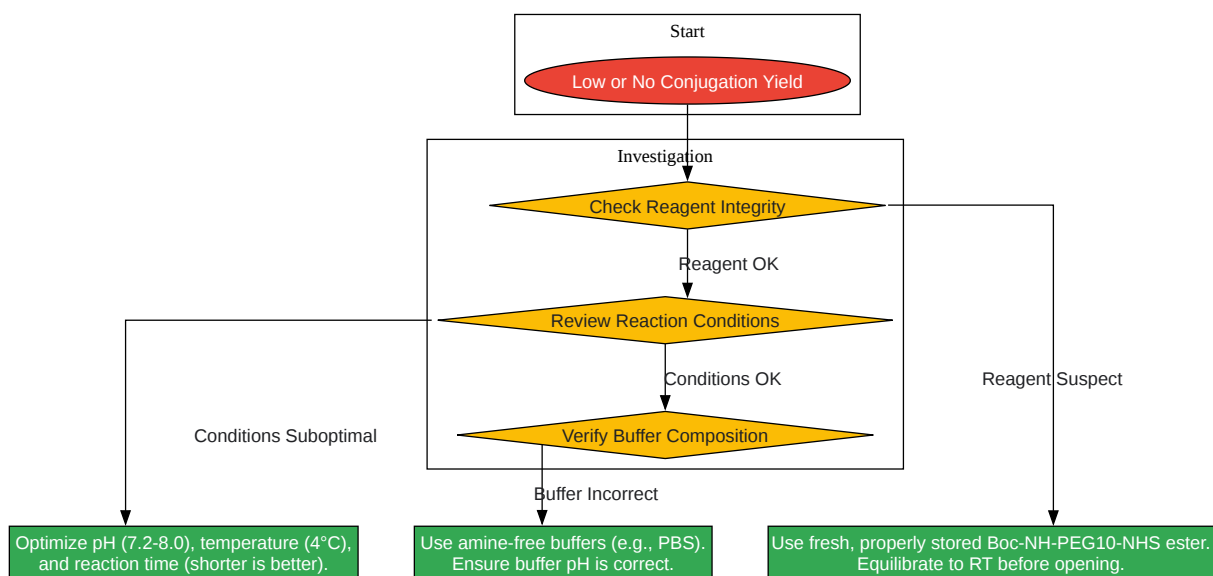 Start
Low or No Conjugation Yield
Investigation
Check Reagent Integrity
Reagent OK
Review Reaction Conditions
Conditions OK
Reagent Suspect
Conditions Suboptimal
Verify Buffer Composition
Buffer Incorrect
Optimize pH (7.2-8.0), temperature (4°C),
and reaction time (shorter is better).
Use amine-free buffers (e.g., PBS).
Ensure buffer pH is correct.
Use fresh, properly stored Boc-NH-PEG10-NHS ester.
Equilibrate to RT before opening.